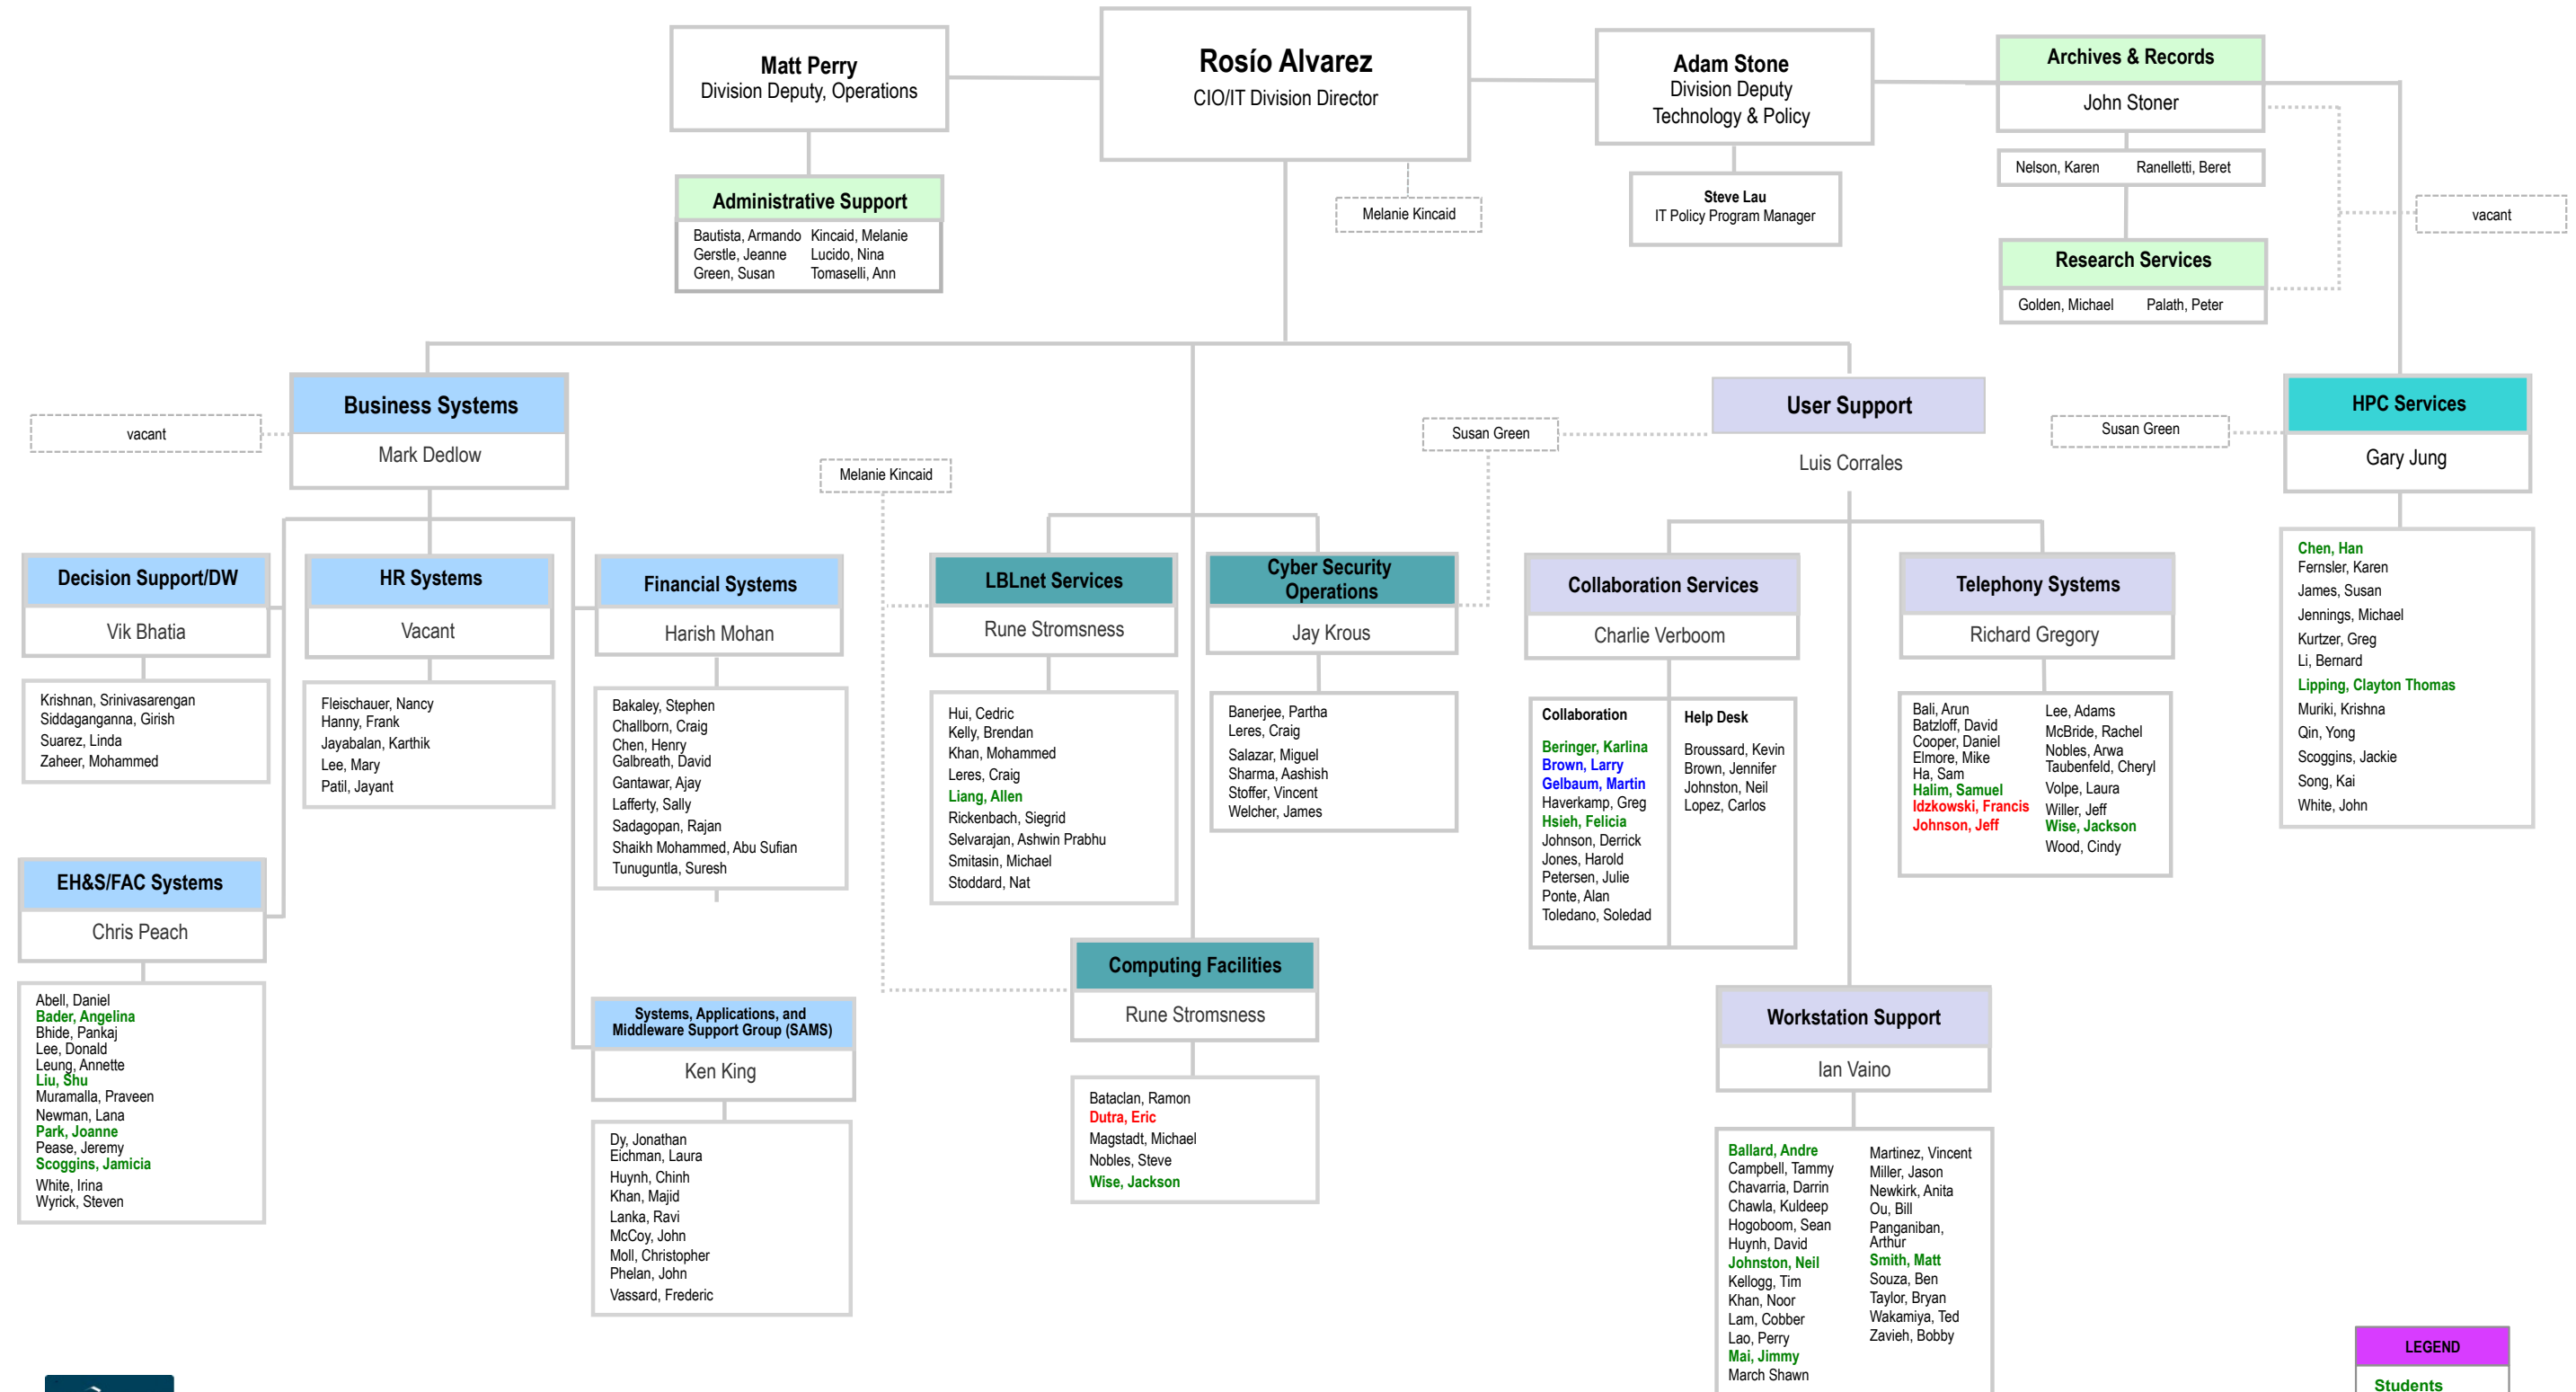 Rosío Alvarez
CIO/IT Division Director
Matt Perry
Division Deputy, Operations
Adam Stone
Division Deputy
Technology & Policy
Archives & Records
John Stoner
Nelson, Karen Ranelletti, Beret
Steve Lau
IT Policy Program Manager
Melanie Kincaid
vacant
Administrative Support
Bautista, Armando Kincaid, Melanie
Gerstle, Jeanne Lucido, Nina
Green, Susan Tomaselli, Ann
Research Services
Golden, Michael Palath, Peter
Business Systems
Mark Dedlow
vacant
User Support
Luis Corrales
Susan Green
HPC Services
Gary Jung
Susan Green
Melanie Kincaid
Decision Support/DW
Vik Bhatia
Krishnan, Srinivasarengan
Siddaganganna, Girish
Suarez, Linda
Zaheer, Mohammed
HR Systems
Vacant
Fleischauer, Nancy
Hanny, Frank
Jayabalan, Karthik
Lee, Mary
Patil, Jayant
Financial Systems
Harish Mohan
Bakaley, Stephen
Challborn, Craig
Chen, Henry
Galbreath, David
Gantawar, Ajay
Lafferty, Sally
Sadagopan, Rajan
Shaikh Mohammed, Abu Sufian
Tunuguntla, Suresh
LBLnet Services
Rune Stromsness
Hui, Cedric
Kelly, Brendan
Khan, Mohammed
Leres, Craig
Liang, Allen
Rickenbach, Siegrid
Selvarajan, Ashwin Prabhu
Smitasin, Michael
Stoddard, Nat
Cyber Security
Operations
Jay Krous
Banerjee, Partha
Leres, Craig
Salazar, Miguel
Sharma, Aashish
Stoffer, Vincent
Welcher, James
Collaboration Services
Charlie Verboom
Collaboration
Beringer, Karlina
Brown, Larry
Gelbaum, Martin
Haverkamp, Greg
Hsieh, Felicia
Johnson, Derrick
Jones, Harold
Petersen, Julie
Ponte, Alan
Toledano, Soledad
Help Desk
Broussard, Kevin
Brown, Jennifer
Johnston, Neil
Lopez, Carlos
Telephony Systems
Richard Gregory
Bali, Arun
Batzloff, David
Cooper, Daniel
Elmore, Mike
Ha, Sam
Halim, Samuel
Idzkowski, Francis
Johnson, Jeff
Lee, Adams
McBride, Rachel
Nobles, Arwa
Taubenfeld, Cheryl
Volpe, Laura
Willer, Jeff
Wise, Jackson
Wood, Cindy
Chen, Han
Fernsler, Karen
James, Susan
Jennings, Michael
Kurtzer, Greg
Li, Bernard
Lipping, Clayton Thomas
Muriki, Krishna
Qin, Yong
Scoggins, Jackie
Song, Kai
White, John
EH&S/FAC Systems
Chris Peach
Abell, Daniel
Bader, Angelina
Bhide, Pankaj
Lee, Donald
Leung, Annette
Liu, Shu
Muramalla, Praveen
Newman, Lana
Park, Joanne
Pease, Jeremy
Scoggins, Jamicia
White, Irina
Wyrick, Steven
Systems, Applications, and
Middleware Support Group (SAMS)
Ken King
Dy, Jonathan
Eichman, Laura
Huynh, Chinh
Khan, Majid
Lanka, Ravi
McCoy, John
Moll, Christopher
Phelan, John
Vassard, Frederic
Computing Facilities
Rune Stromsness
Bataclan, Ramon
Dutra, Eric
Magstadt, Michael
Nobles, Steve
Wise, Jackson
Workstation Support
Ian Vaino
Ballard, Andre
Campbell, Tammy
Chavarria, Darrin
Chawla, Kuldeep
Hogoboom, Sean
Huynh, David
Johnston, Neil
Kellogg, Tim
Khan, Noor
Lam, Cobber
Lao, Perry
Mai, Jimmy
March Shawn
Martinez, Vincent
Miller, Jason
Newkirk, Anita
Ou, Bill
Panganiban,
Arthur
Smith, Matt
Souza, Ben
Taylor, Bryan
Wakamiya, Ted
Zavieh, Bobby
LEGEND
Students